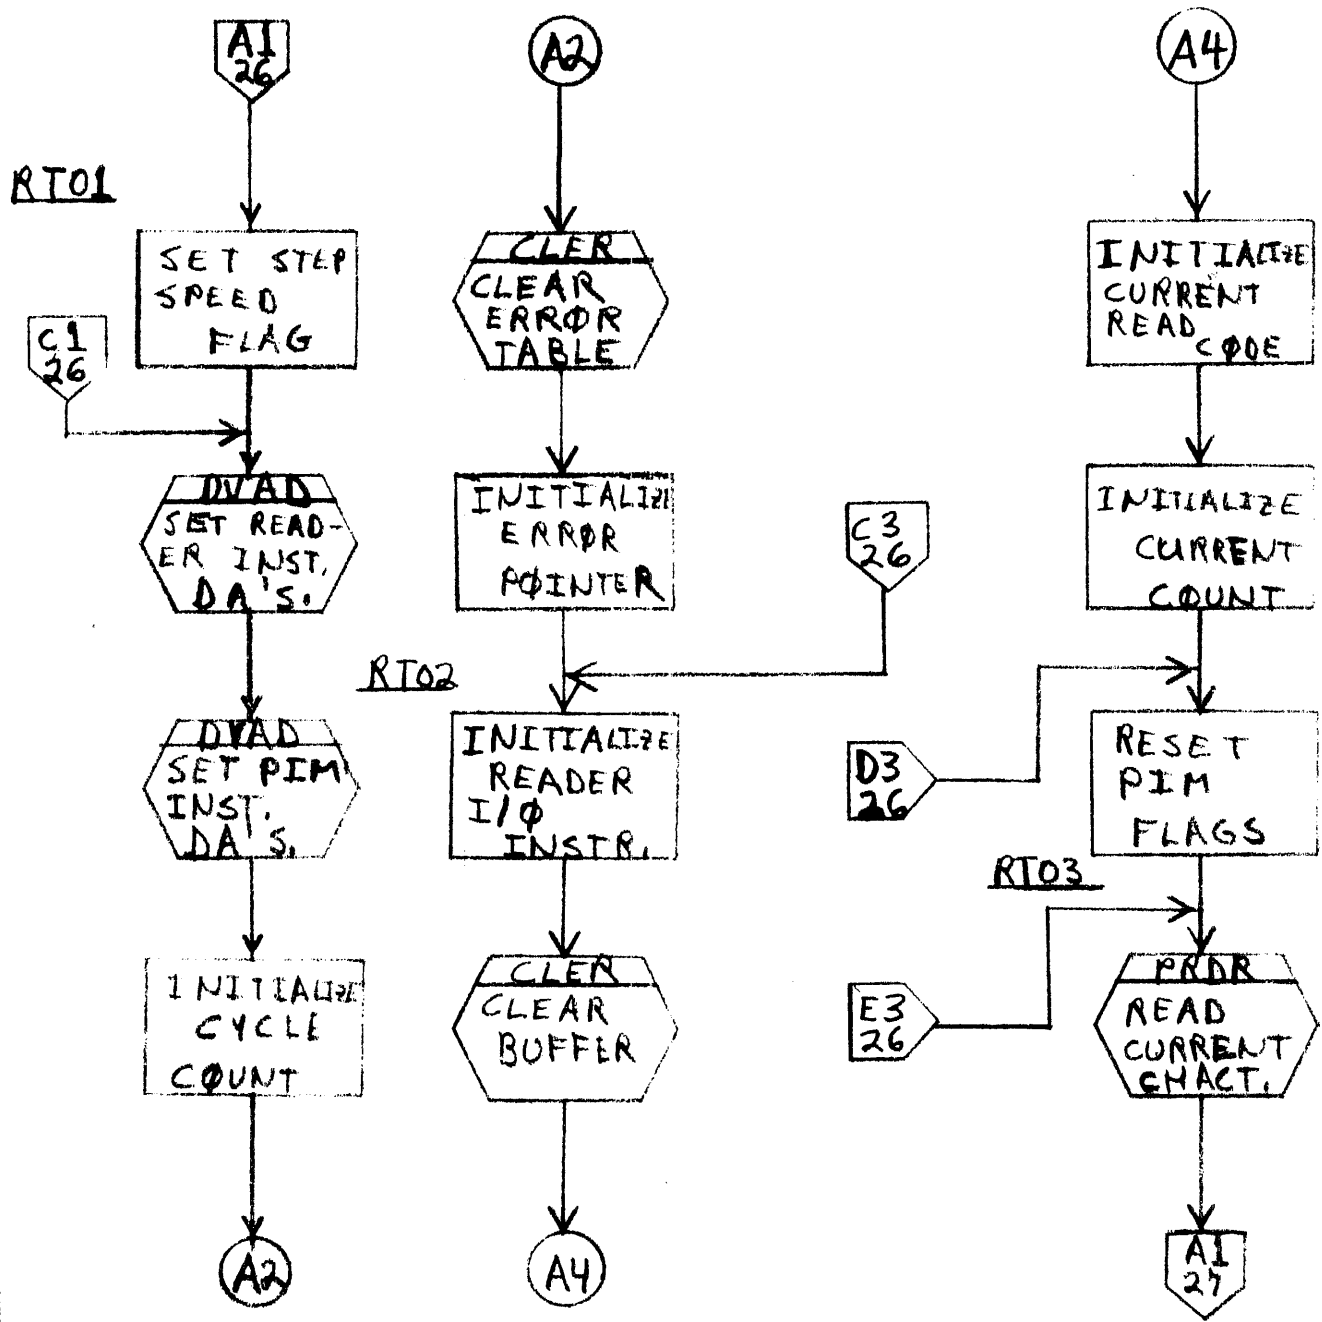 A1
26
RT01
SET STEP
SPEED
FLAG
C1
26
DVAD
SET READ-
ER INST.
DA'S.
DVAD
SET PIM
INST.
DA'S.
INITIALIZE
CYCLE
CØUNT
A2
A2
CLER
CLEAR
ERRØR
TABLE
INITIALIZE
ERRØR
PØINTER
C3
26
RT02
INITIALIZE
READER
I/Ø
INSTR.
CLER
CLEAR
BUFFER
A4
A4
INITIALIZE
CURRENT
READ
CØDE
INITIALIZE
CURRENT
CØUNT
D3
26
RESET
PIM
FLAGS
RT03
E3
26
PRDR
READ
CURRENT
CHACT.
A1
27